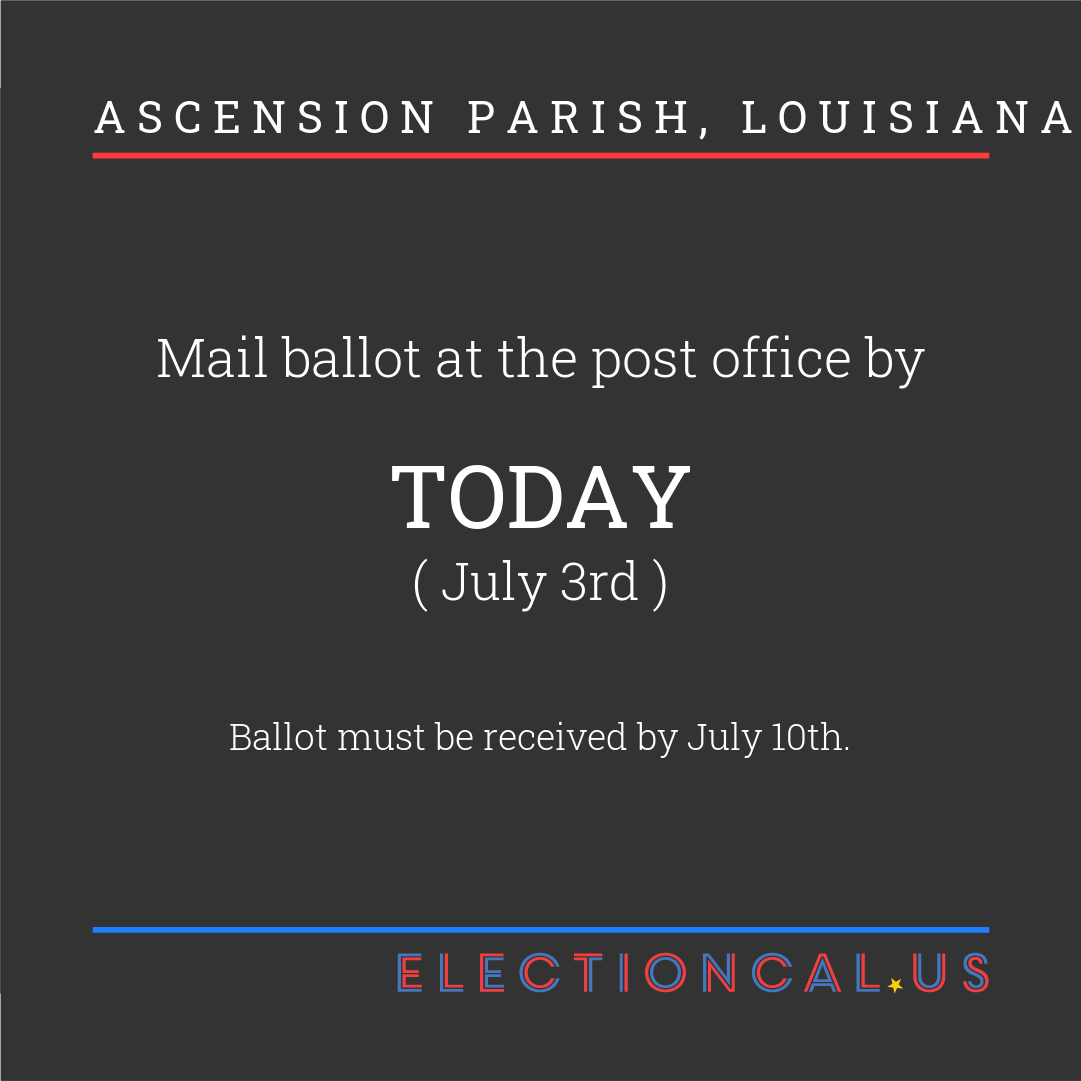 ASCENSION PARISH, LOUISIANA
Mail ballot at the post office by
TODAY
( July 3rd )
Ballot must be received by July 10th.
ELECTIONCAL.US